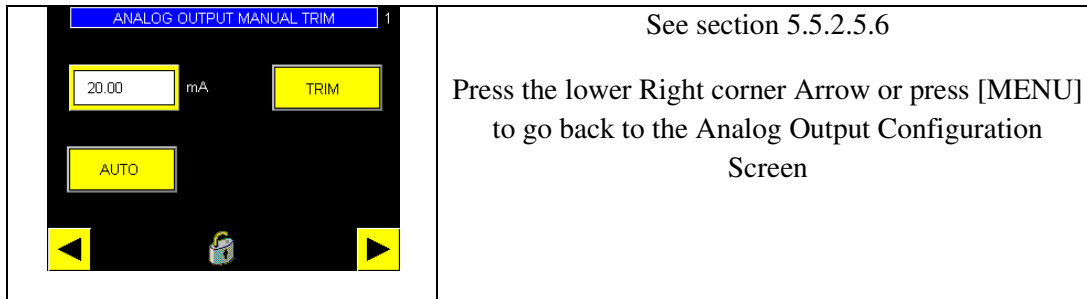 ANALOG OUTPUT MANUAL TRIM 1
20.00 mA TRIM
AUTO
See section 5.5.2.5.6
Press the lower Right corner Arrow or press [MENU]
to go back to the Analog Output Configuration
Screen